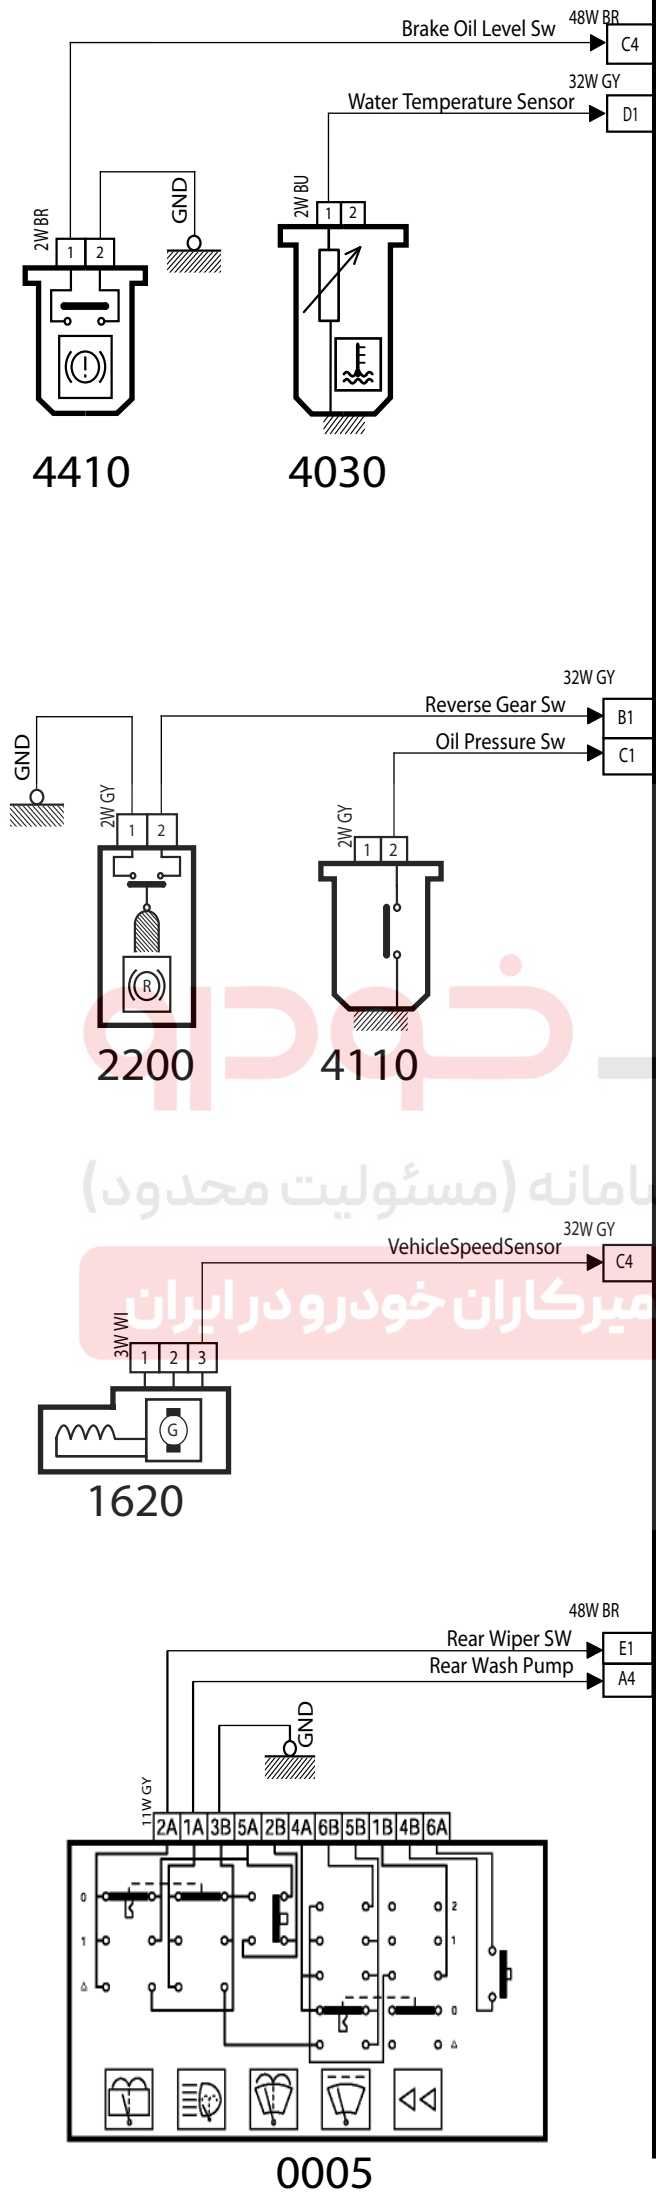 48W BR
Brake Oil Level Sw
C4
32W GY
Water Temperature Sensor
D1
2W BR
GND
2W BU
1 2
1 2
4410
4030
32W GY
Reverse Gear Sw
B1
Oil Pressure Sw
C1
GND
2W GY
2W GY
1 2
1 2
R
2200
4110
خودرو
سامانه (مسئولیت محدود)
32W GY
VehicleSpeedSensor
C4
تعمیرکاران خودرو در ایران
3W WI
1 2 3
G
1620
48W BR
Rear Wiper SW
E1
Rear Wash Pump
A4
GND
11W GY
2A 1A 3B 5A 2B 4A 6B 5B 1B 4B 6A
0
2
1
1
0
0005